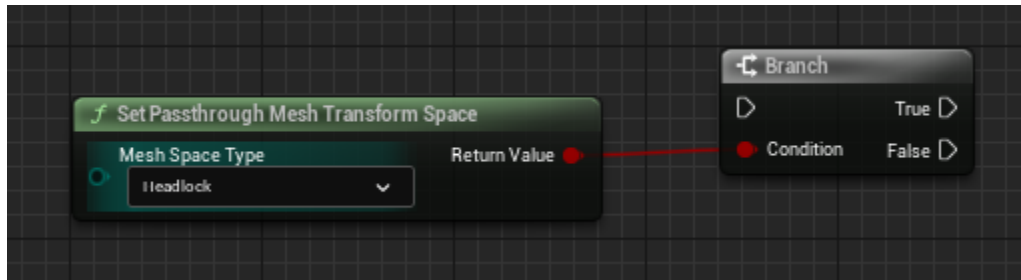 f Set Passthrough Mesh Transform Space
Mesh Space Type
Headlock
Return Value
Branch
True
Condition
False